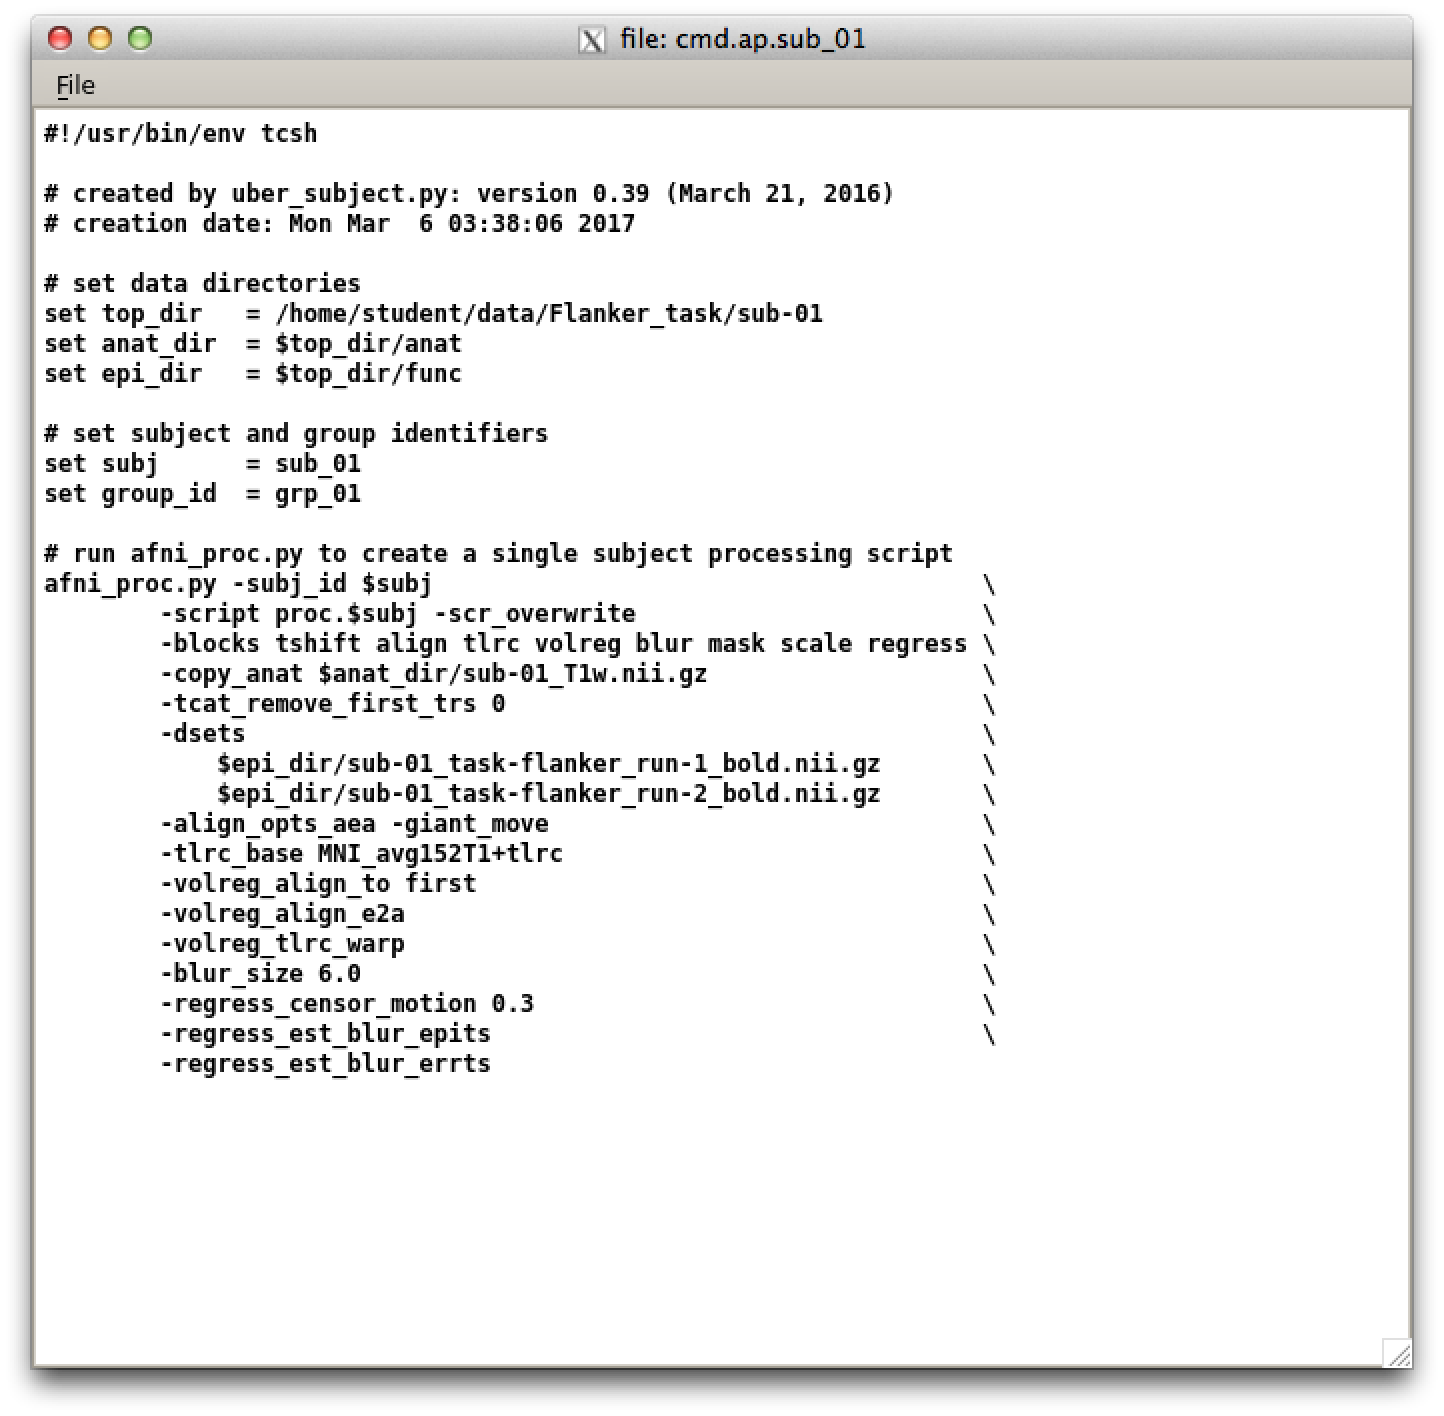 file: cmd.ap.sub_01
File
#!/usr/bin/env tcsh
# created by uber_subject.py: version 0.39 (March 21, 2016)
# creation date: Mon Mar  6 03:38:06 2017
# set data directories
set top_dir   = /home/student/data/Flanker_task/sub-01
set anat_dir  = $top_dir/anat
set epi_dir   = $top_dir/func
# set subject and group identifiers
set subj      = sub_01
set group_id  = grp_01
# run afni_proc.py to create a single subject processing script
afni_proc.py -subj_id $subj                                      \
        -script proc.$subj -scr_overwrite                        \
        -blocks tshift align tlrc volreg blur mask scale regress \
        -copy_anat $anat_dir/sub-01_T1w.nii.gz                   \
        -tcat_remove_first_trs 0                                 \
        -dsets                                                   \
            $epi_dir/sub-01_task-flanker_run-1_bold.nii.gz       \
            $epi_dir/sub-01_task-flanker_run-2_bold.nii.gz       \
        -align_opts_aea -giant_move                              \
        -tlrc_base MNI_avg152T1+tlrc                             \
        -volreg_align_to first                                   \
        -volreg_align_e2a                                        \
        -volreg_tlrc_warp                                        \
        -blur_size 6.0                                           \
        -regress_censor_motion 0.3                               \
        -regress_est_blur_epits                                  \
        -regress_est_blur_errts